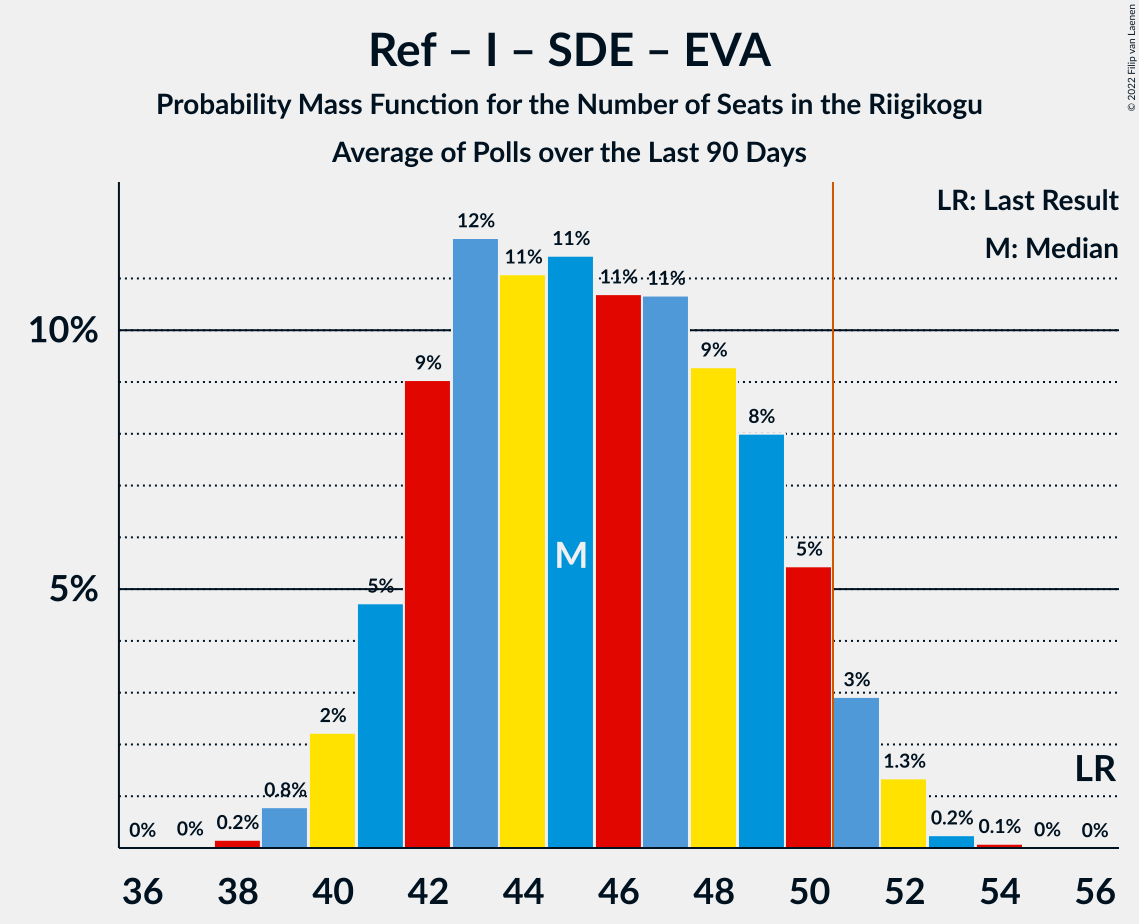 Ref – I – SDE – EVA
Probability Mass Function for the Number of Seats in the Riigikogu
Average of Polls over the Last 90 Days
© 2022 Filip van Laenen
LR: Last Result
M: Median
10%
5%
0%
0%
0.2%
0.8%
2%
5%
9%
12%
11%
11%
11%
11%
9%
8%
5%
3%
1.3%
0.2%
0.1%
0%
0%
M
LR
36 38 40 42 44 46 48 50 52 54 56